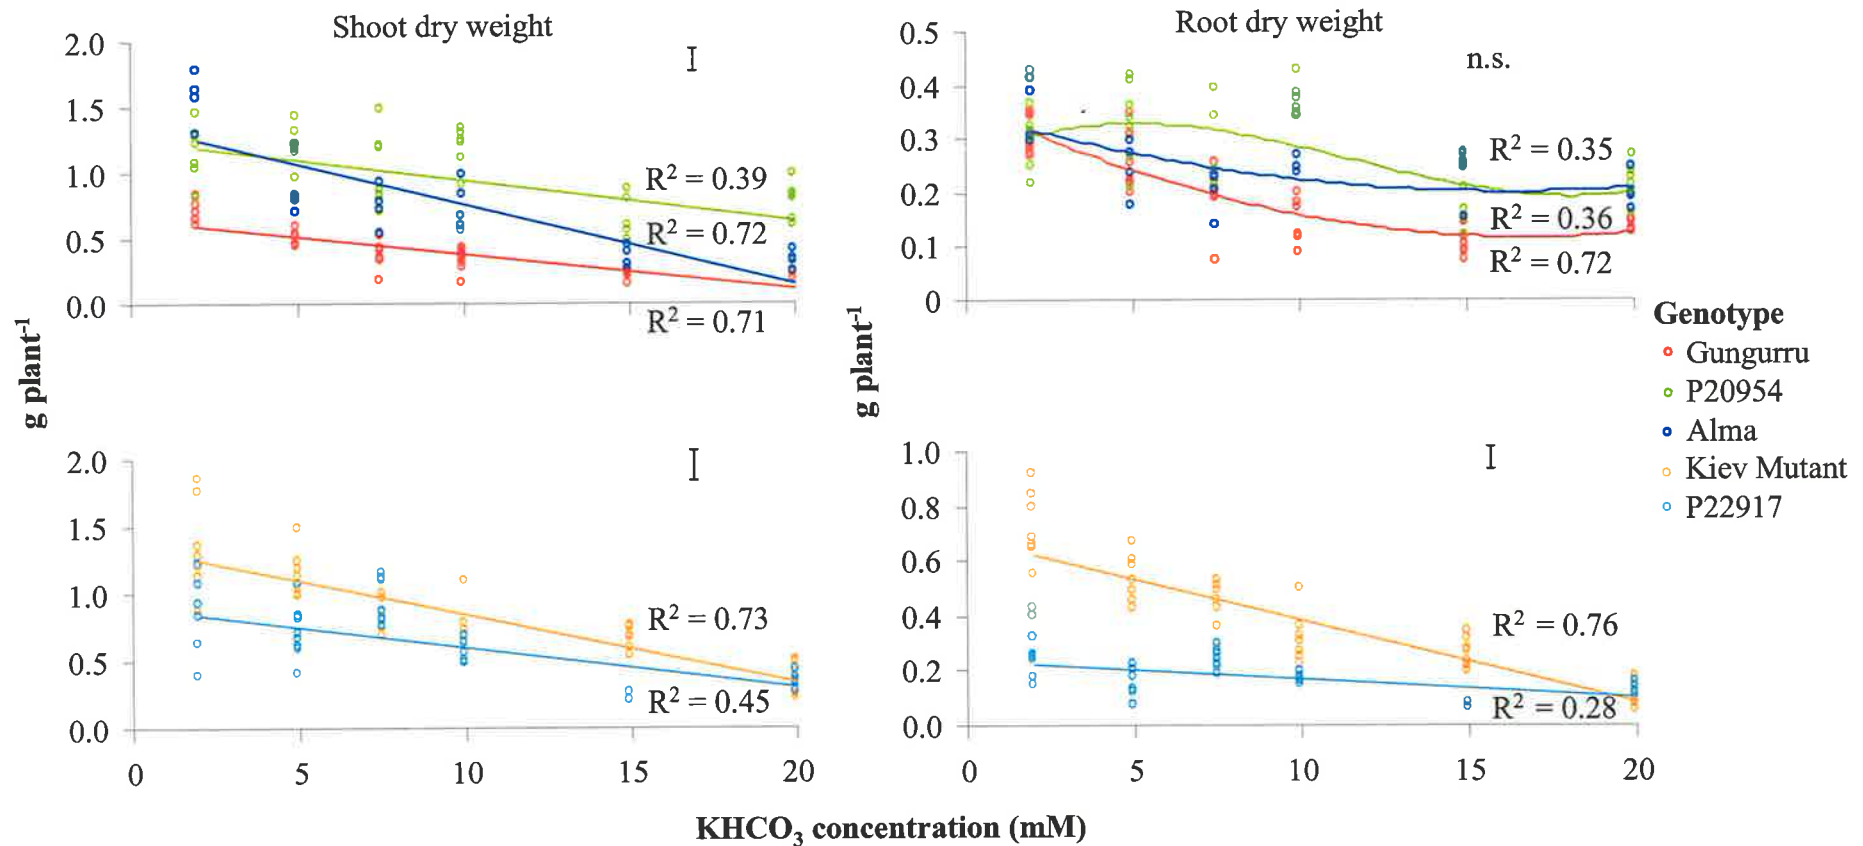 Shoot dry weight
2.0
1.5
1.0
0.5
0.0
R² = 0.39
R² = 0.72
R² = 0.71
Root dry weight
n.s.
0.5
0.4
0.3
0.2
0.1
0
R² = 0.35
R² = 0.36
R² = 0.72
g plant⁻¹
g plant⁻¹
Genotype
Gungurru
P20954
Alma
Kiev Mutant
P22917
2.0
1.5
1.0
0.5
0.0
R² = 0.73
R² = 0.45
0 5 10 15 20
1.0
0.8
0.6
0.4
0.2
0.0
R² = 0.76
R² = 0.28
0 5 10 15 20
KHCO₃ concentration (mM)